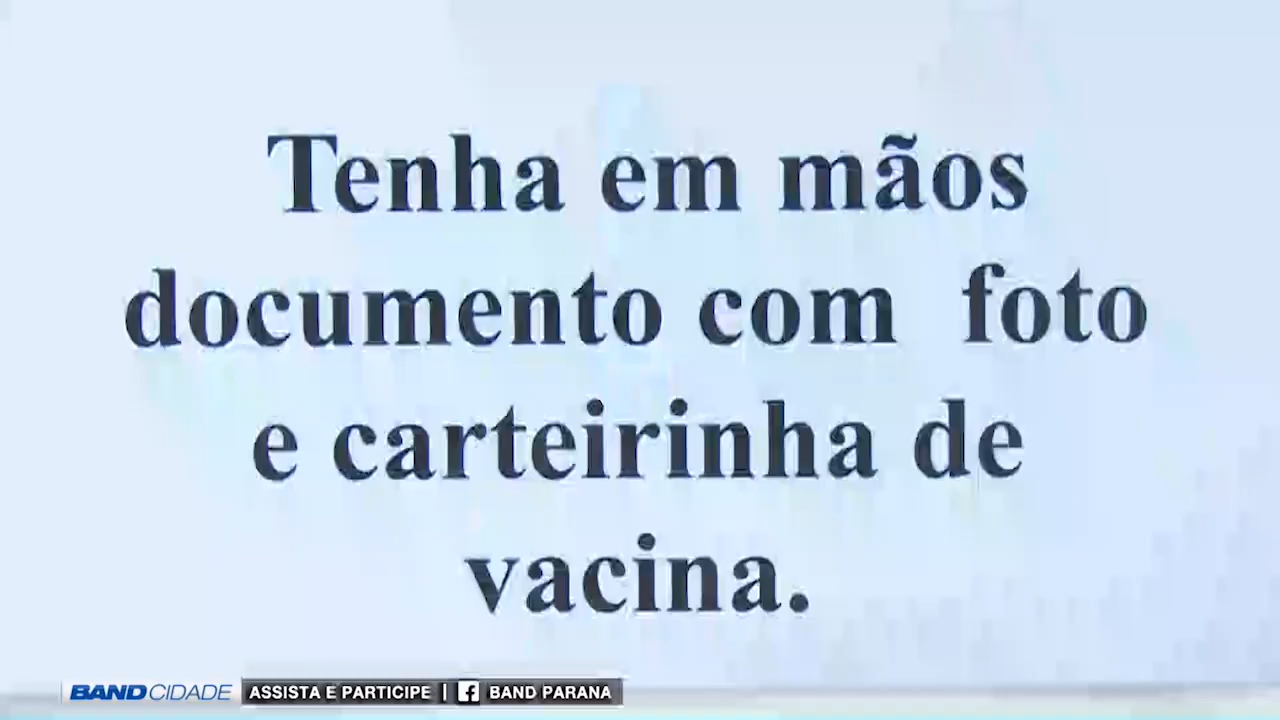 Tenha em mãos
documento com foto
e carteirinha de
vacina.
BAND CIDADE ASSISTA E PARTICIPE | BAND PARANA